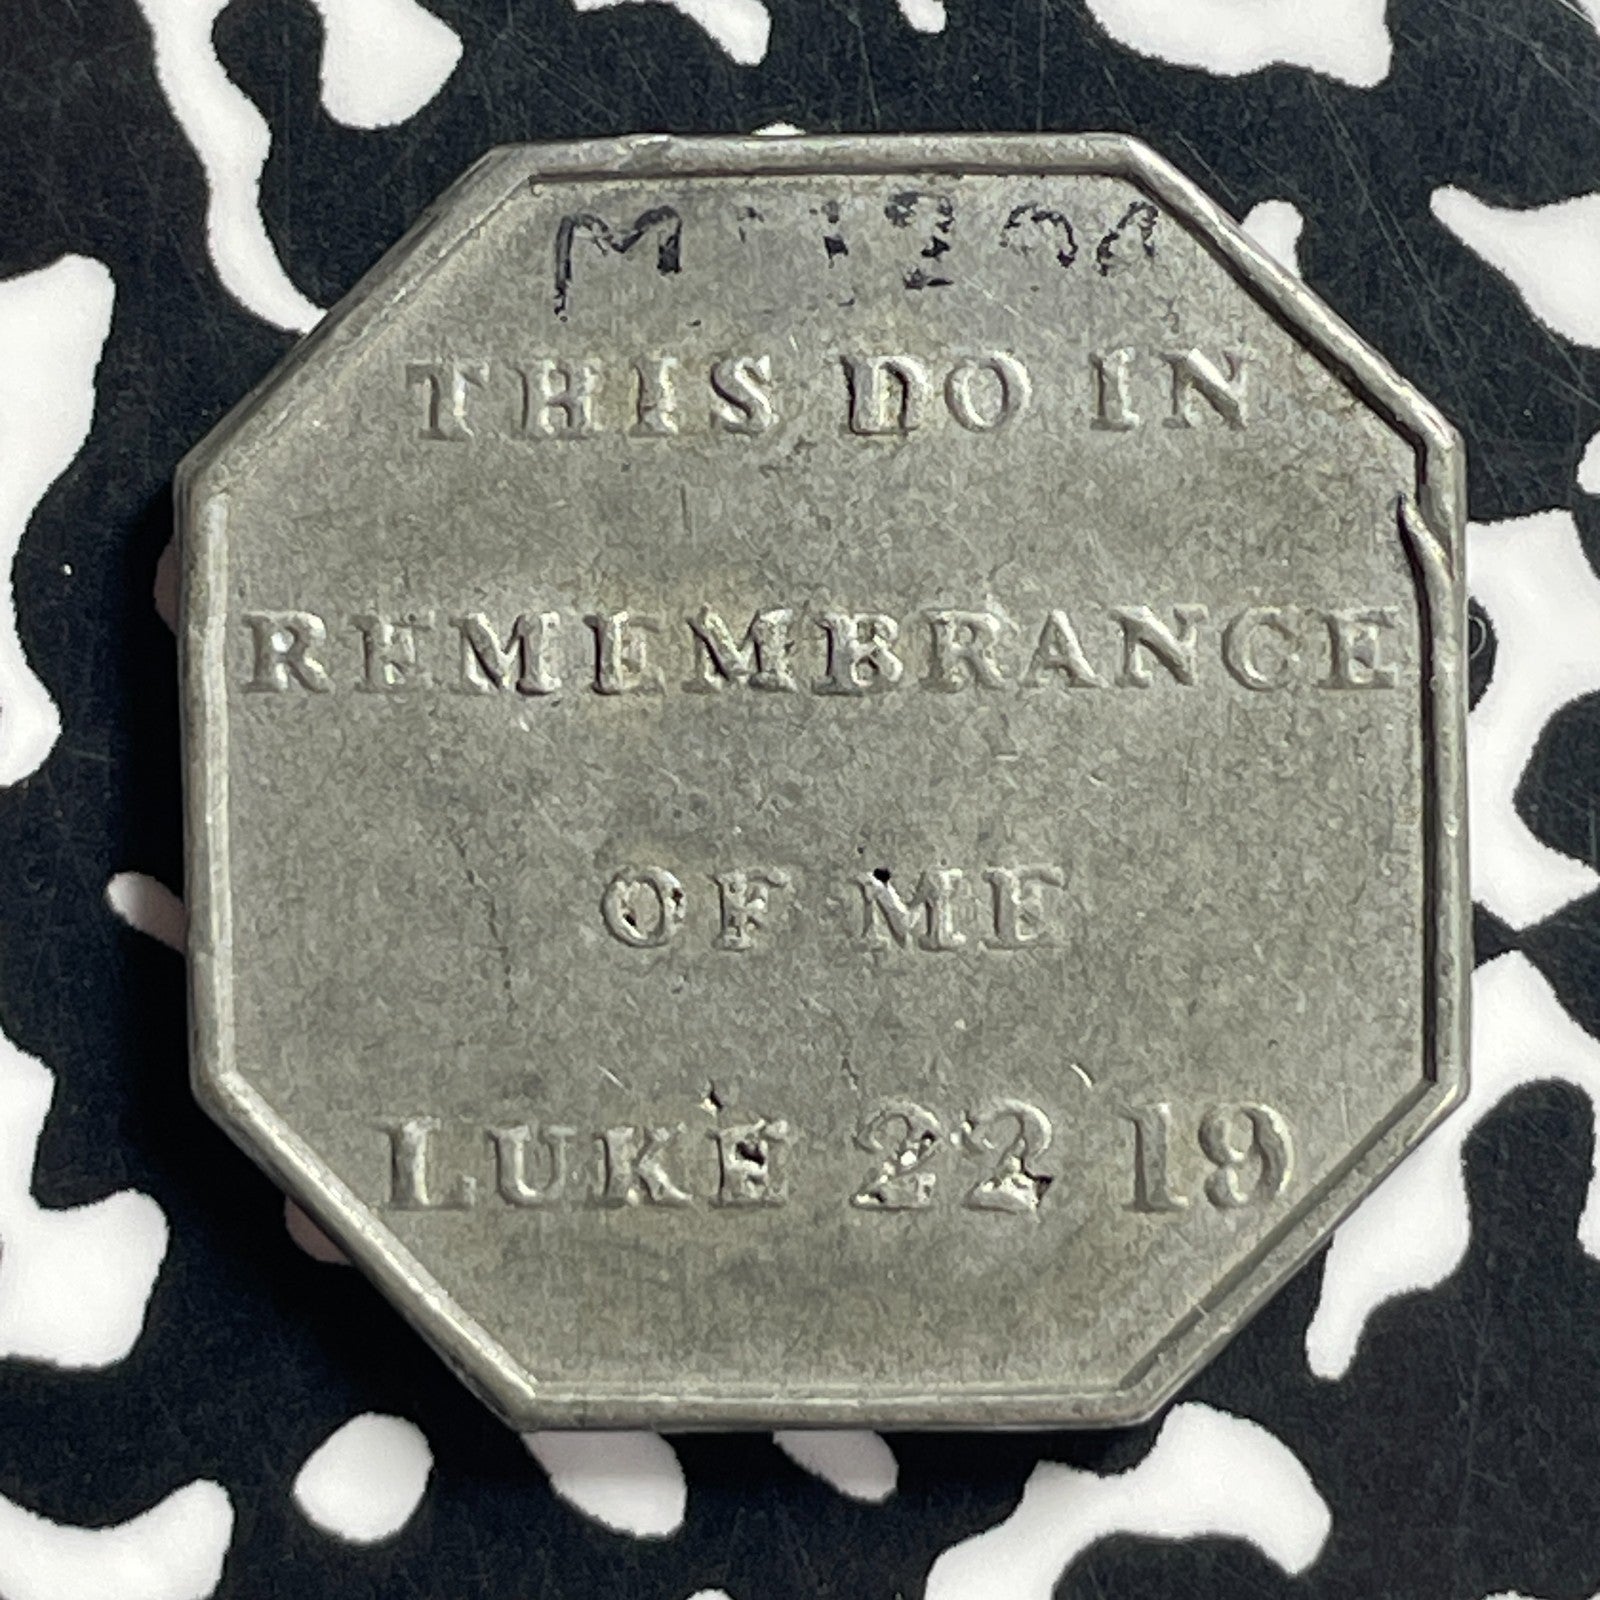 THIS DO IN
REMEMBRANCE
OF ME
LUKE 22 19